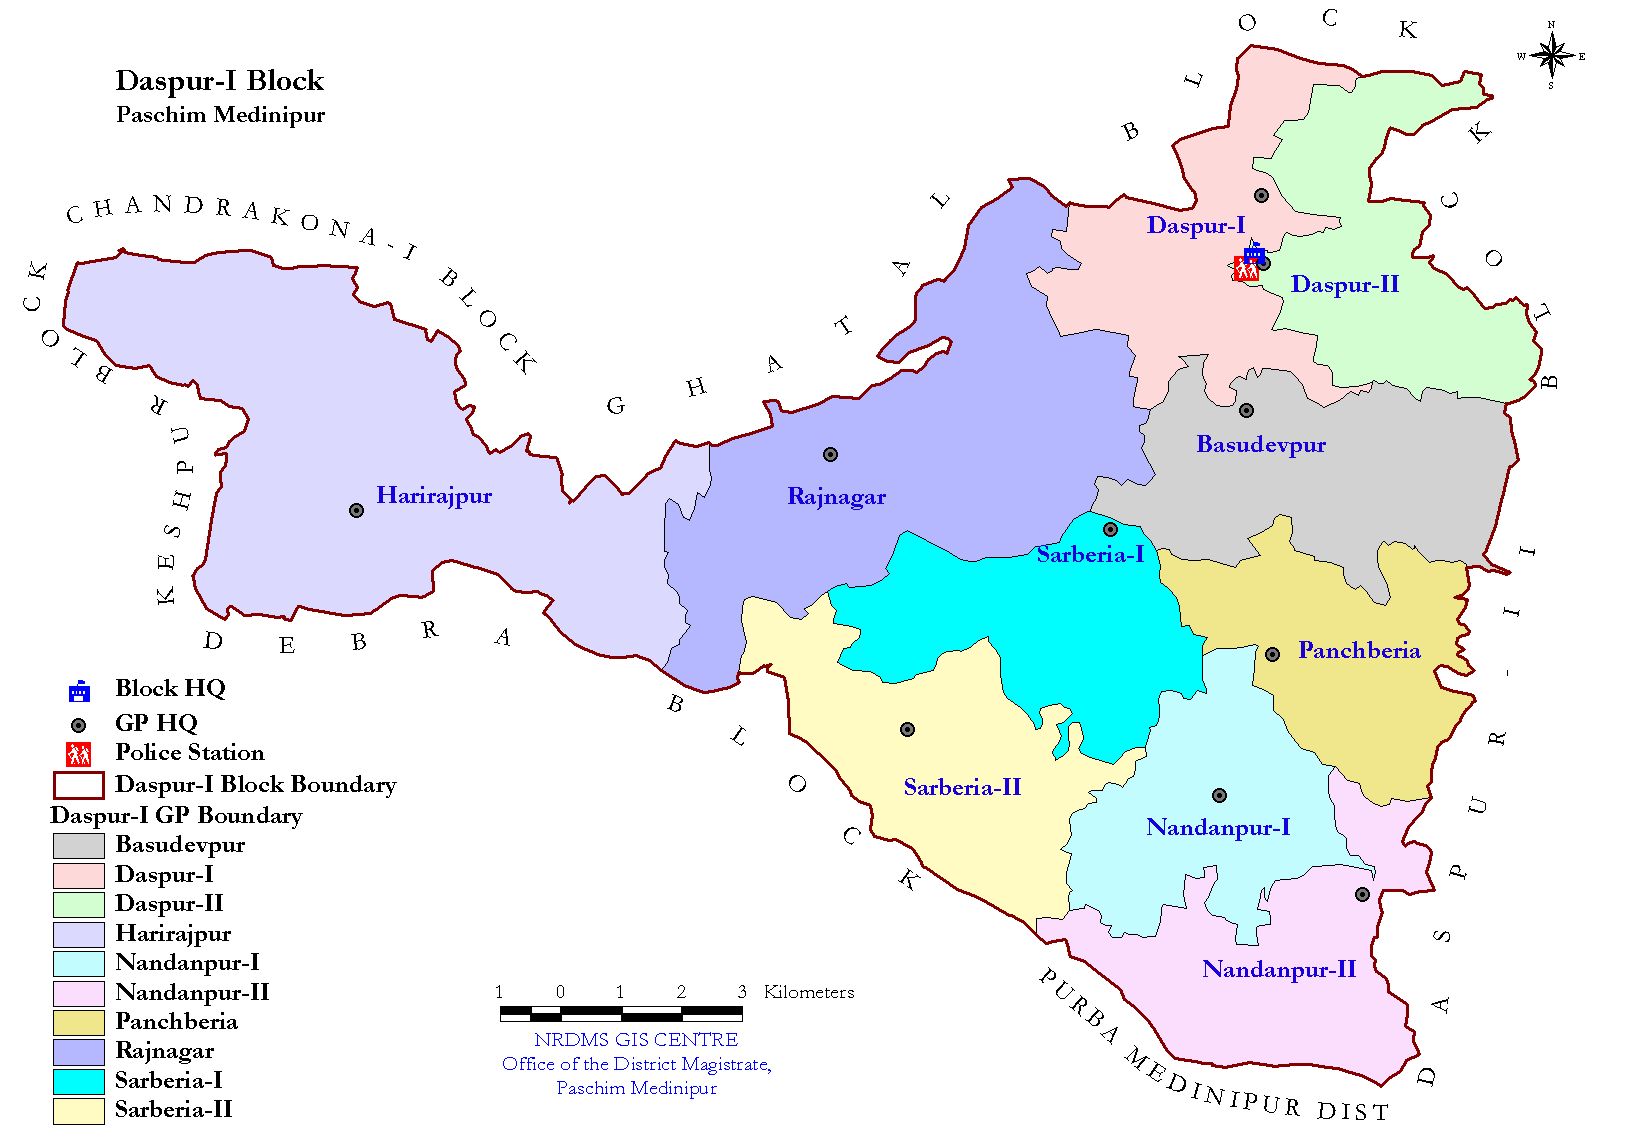 Daspur-I Block
Paschim Medinipur
N
W
E
S
CHANDRAKONA-I BLOCK
GHATAL BLOCK
KESHPUR BLOCK
DEBRA BLOCK
DASPUR-II BLOCK
PURBA MEDINIPUR DIST
Daspur-I
Daspur-II
Basudevpur
Harirajpur
Rajnagar
Sarberia-I
Panchberia
Sarberia-II
Nandanpur-I
Nandanpur-II
Block HQ
GP HQ
Police Station
Daspur-I Block Boundary
Daspur-I GP Boundary
Basudevpur
Daspur-I
Daspur-II
Harirajpur
Nandanpur-I
Nandanpur-II
Panchberia
Rajnagar
Sarberia-I
Sarberia-II
1 0 1 2 3 Kilometers
NRDMS GIS CENTRE
Office of the District Magistrate,
Paschim Medinipur